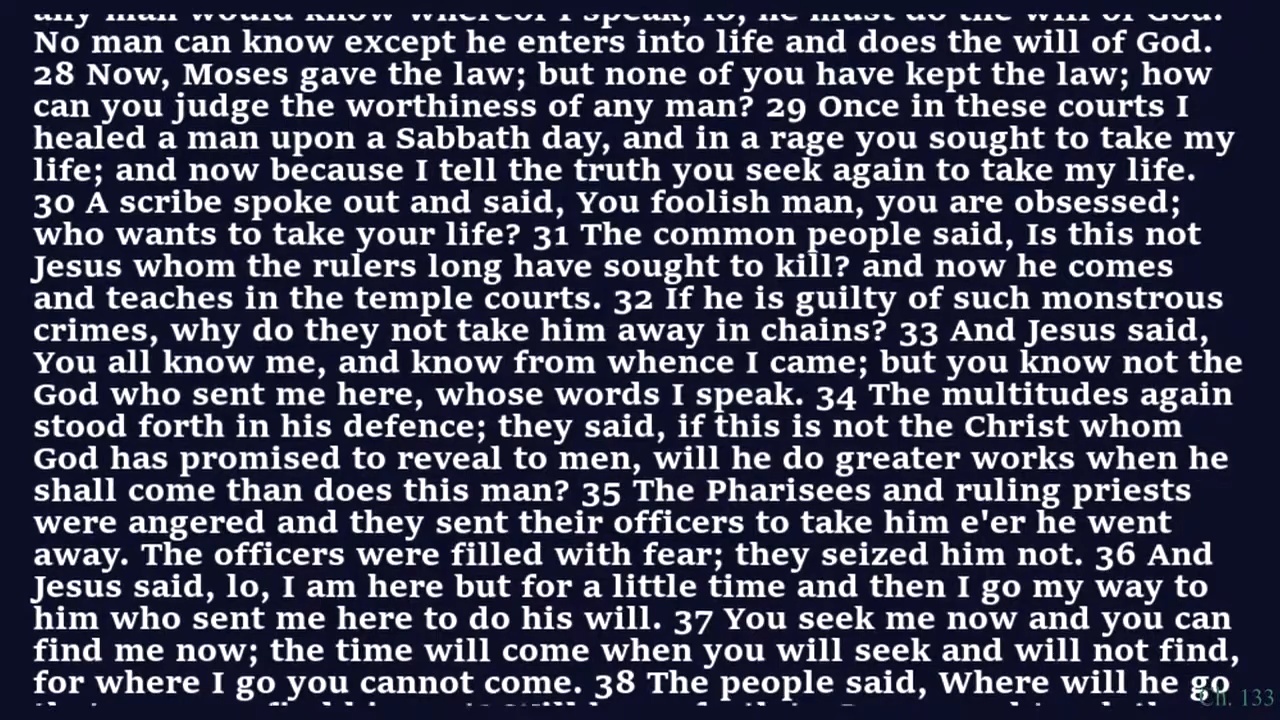 any man would know whereof I speak, lo, he must do the will of God.
No man can know except he enters into life and does the will of God.
28 Now, Moses gave the law; but none of you have kept the law; how
can you judge the worthiness of any man? 29 Once in these courts I
healed a man upon a Sabbath day, and in a rage you sought to take my
life; and now because I tell the truth you seek again to take my life.
30 A scribe spoke out and said, You foolish man, you are obsessed;
who wants to take your life? 31 The common people said, Is this not
Jesus whom the rulers long have sought to kill? and now he comes
and teaches in the temple courts. 32 If he is guilty of such monstrous
crimes, why do they not take him away in chains? 33 And Jesus said,
You all know me, and know from whence I came; but you know not the
God who sent me here, whose words I speak. 34 The multitudes again
stood forth in his defence; they said, if this is not the Christ whom
God has promised to reveal to men, will he do greater works when he
shall come than does this man? 35 The Pharisees and ruling priests
were angered and they sent their officers to take him e'er he went
away. The officers were filled with fear; they seized him not. 36 And
Jesus said, lo, I am here but for a little time and then I go my way to
him who sent me here to do his will. 37 You seek me now and you can
find me now; the time will come when you will seek and will not find,
for where I go you cannot come. 38 The people said, Where will he go
Ch. 133